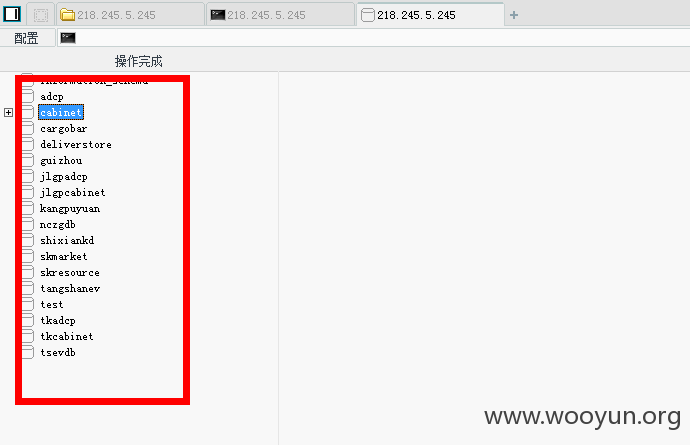 218.245.5.245
218.245.5.245
218.245.5.245
配置
操作完成
information_schema
adcp
cabinet
cargobar
deliverstore
guizhou
jlgpadcp
jlgpcabinet
kangpuyuan
nczgdb
shixiankd
skmarket
skresource
tangshanev
test
tkadcp
tkcabinet
tsevdb
www.wooyun.org